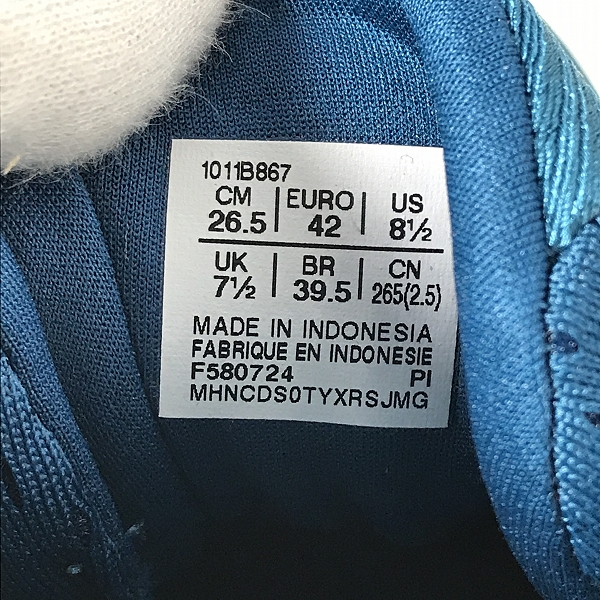 1011B867
CM | EURO | US
26.5 | 42 | 8½
UK | BR | CN
7½ | 39.5 | 265(2.5)
MADE IN INDONESIA
FABRIQUE EN INDONESIE
F580724 PI
MHNCDS0TYXRSJMG